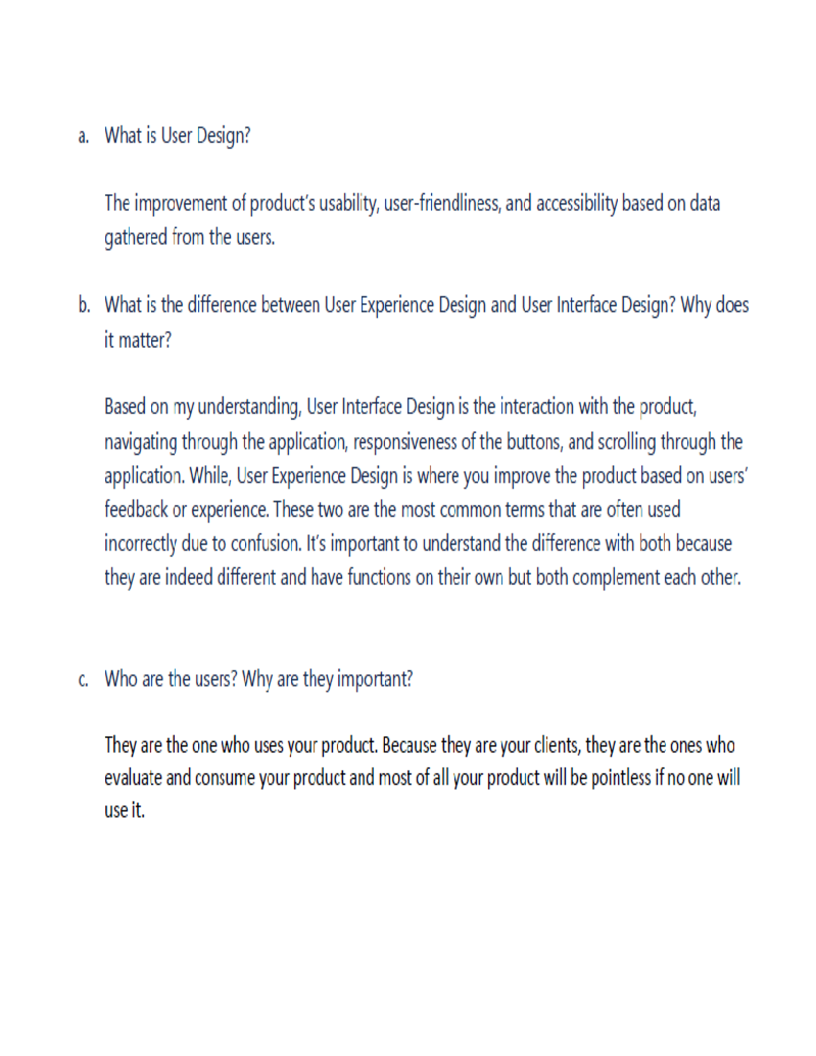 a. What is User Design?
The improvement of product's usability, user-friendliness, and accessibility based on data
gathered from the users.
b. What is the difference between User Experience Design and User Interface Design? Why does
it matter?
Based on my understanding, User Interface Design is the interaction with the product,
navigating through the application, responsiveness of the buttons, and scrolling through the
application. While, User Experience Design is where you improve the product based on users'
feedback or experience. These two are the most common terms that are often used
incorrectly due to confusion. It's important to understand the difference with both because
they are indeed different and have functions on their own but both complement each other.
c. Who are the users? Why are they important?
They are the one who uses your product. Because they are your clients, they are the ones who
evaluate and consume your product and most of all your product will be pointless if no one will
use it.